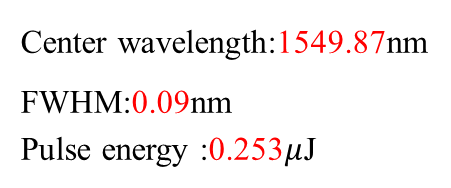 Center wavelength:1549.87nm
FWHM:0.09nm
Pulse energy :0.253μJ